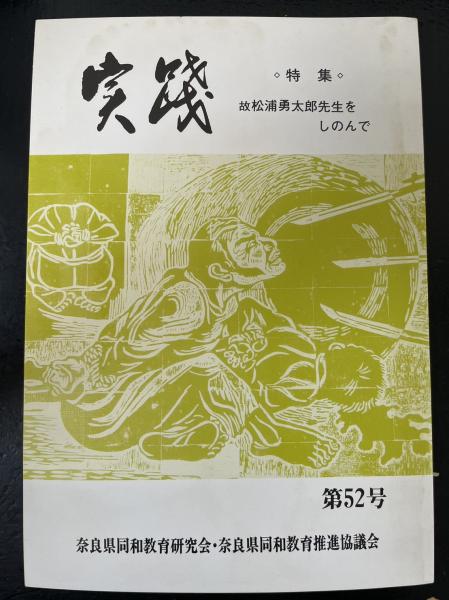 実践
◇特集◇
故松浦勇太郎先生を
しのんで
第52号
奈良県同和教育研究会・奈良県同和教育推進協議会